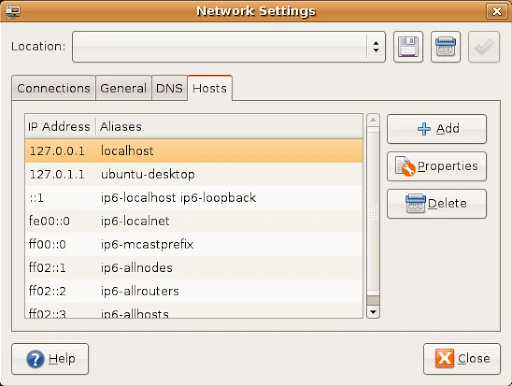 Network Settings
Location:
Connections General DNS Hosts
IP Address Aliases
127.0.0.1 localhost
127.0.1.1 ubuntu-desktop
::1 ip6-localhost ip6-loopback
fe00::0 ip6-localnet
ff00::0 ip6-mcastprefix
ff02::1 ip6-allnodes
ff02::2 ip6-allrouters
ff02::3 ip6-allhosts
Add
Properties
Delete
Help
Close